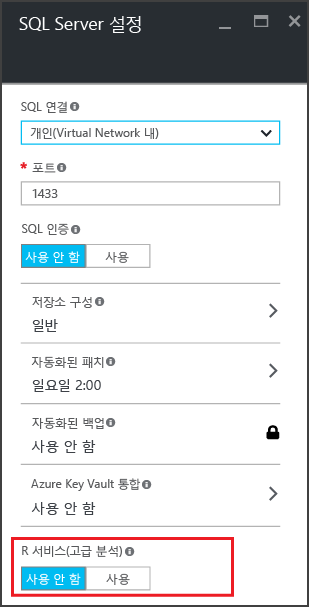 SQL Server 설정
SQL 연결
개인(Virtual Network 내)
* 포트
1433
SQL 인증
사용 안 함 사용
저장소 구성
일반
자동화된 패치
일요일 2:00
자동화된 백업
사용 안 함
Azure Key Vault 통합
사용 안 함
R 서비스(고급 분석)
사용 안 함 사용